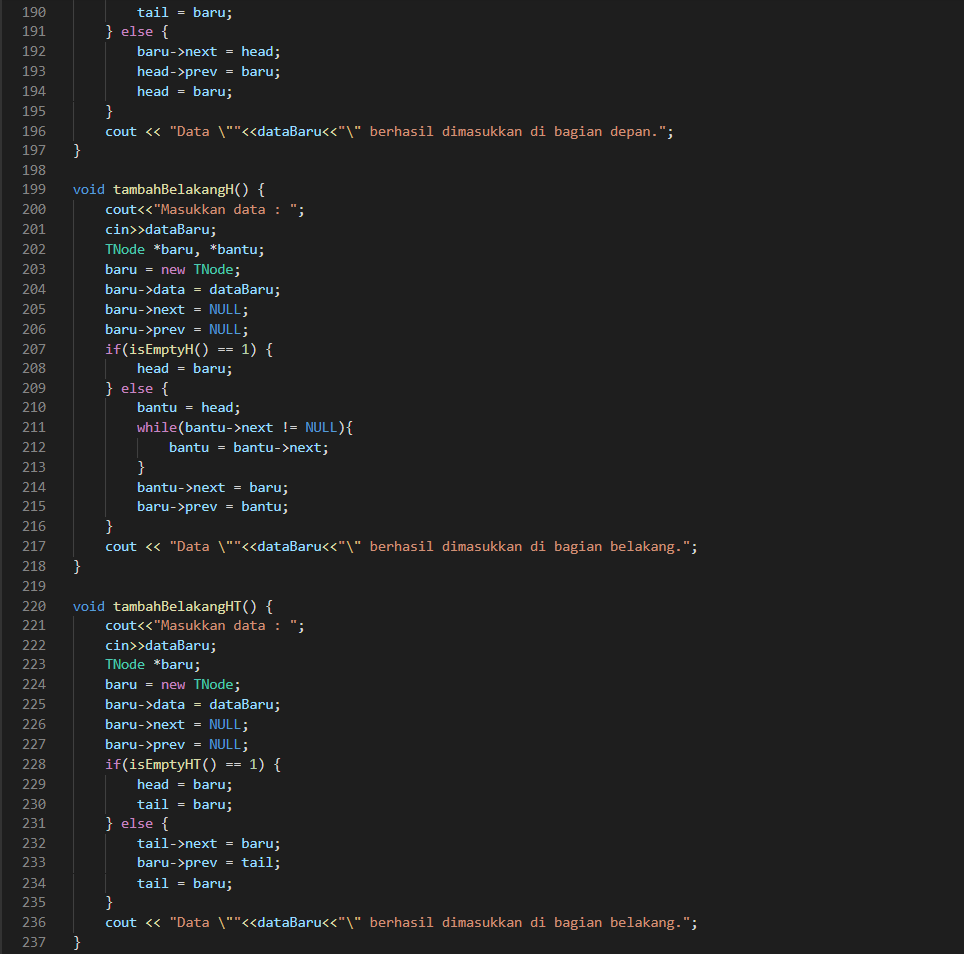 190 tail = baru;
191 } else {
192 baru->next = head;
193 head->prev = baru;
194 head = baru;
195 }
196 cout << "Data \""<<dataBaru<<"\" berhasil dimasukkan di bagian depan.";
197 }
198
199 void tambahBelakangH() {
200 cout<<"Masukkan data : ";
201 cin>>dataBaru;
202 TNode *baru, *bantu;
203 baru = new TNode;
204 baru->data = dataBaru;
205 baru->next = NULL;
206 baru->prev = NULL;
207 if(isEmptyH() == 1) {
208 head = baru;
209 } else {
210 bantu = head;
211 while(bantu->next != NULL){
212 bantu = bantu->next;
213 }
214 bantu->next = baru;
215 baru->prev = bantu;
216 }
217 cout << "Data \""<<dataBaru<<"\" berhasil dimasukkan di bagian belakang.";
218 }
219
220 void tambahBelakangHT() {
221 cout<<"Masukkan data : ";
222 cin>>dataBaru;
223 TNode *baru;
224 baru = new TNode;
225 baru->data = dataBaru;
226 baru->next = NULL;
227 baru->prev = NULL;
228 if(isEmptyHT() == 1) {
229 head = baru;
230 tail = baru;
231 } else {
232 tail->next = baru;
233 baru->prev = tail;
234 tail = baru;
235 }
236 cout << "Data \""<<dataBaru<<"\" berhasil dimasukkan di bagian belakang.";
237 }